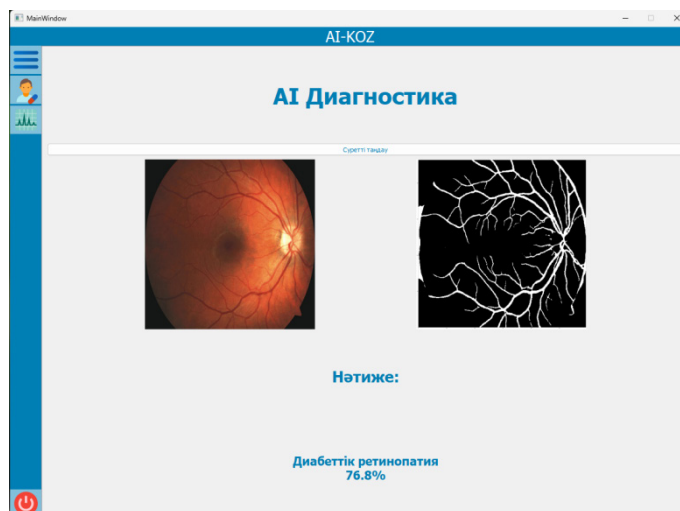 MainWindow
AI-KOZ
AI Диагностика
Суретті таңдау
Нәтиже:
Диабеттік ретинопатия
76.8%